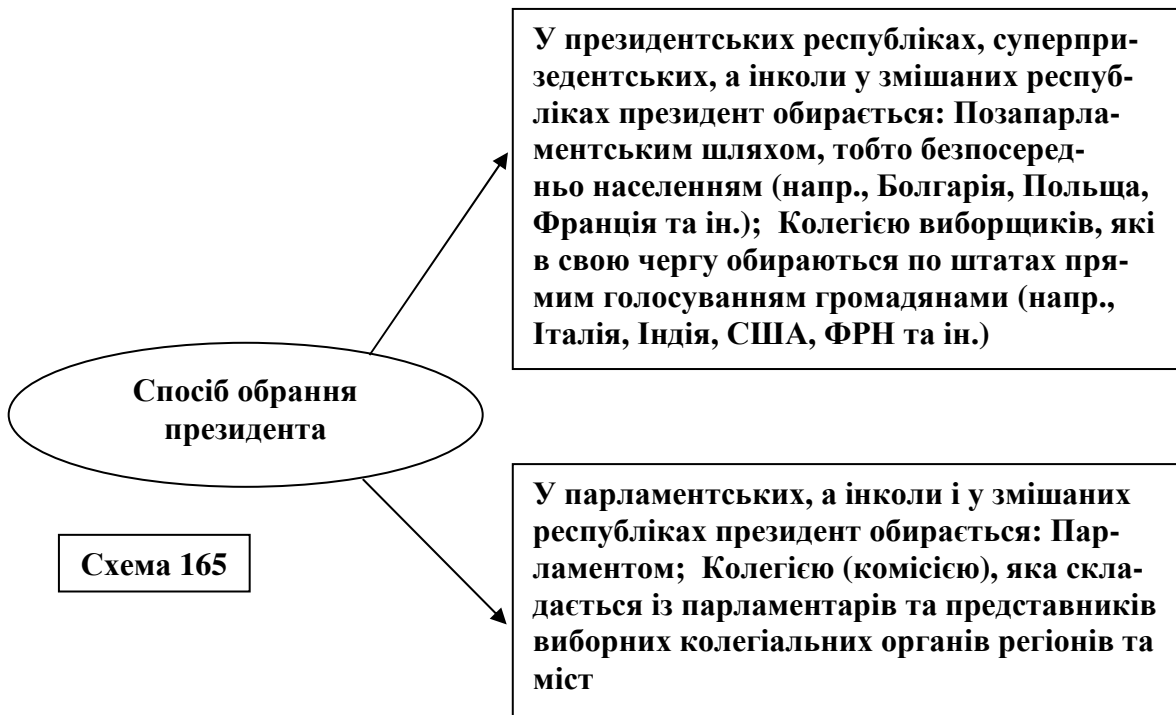 У президентських республіках, суперпри-
зедентських, а інколи у змішаних респуб-
ліках президент обирається: Позапарла-
ментським шляхом, тобто безпосеред-
ньо населенням (напр., Болгарія, Польща,
Франція та ін.); Колегією виборщиків, які
в свою чергу обираються по штатах пря-
мим голосуванням громадянами (напр.,
Італія, Індія, США, ФРН та ін.)
Спосіб обрання
президента
Схема 165
У парламентських, а інколи і у змішаних
республіках президент обирається: Пар-
ламентом; Колегією (комісією), яка скла-
дається із парламентарів та представників
виборних колегіальних органів регіонів та
міст